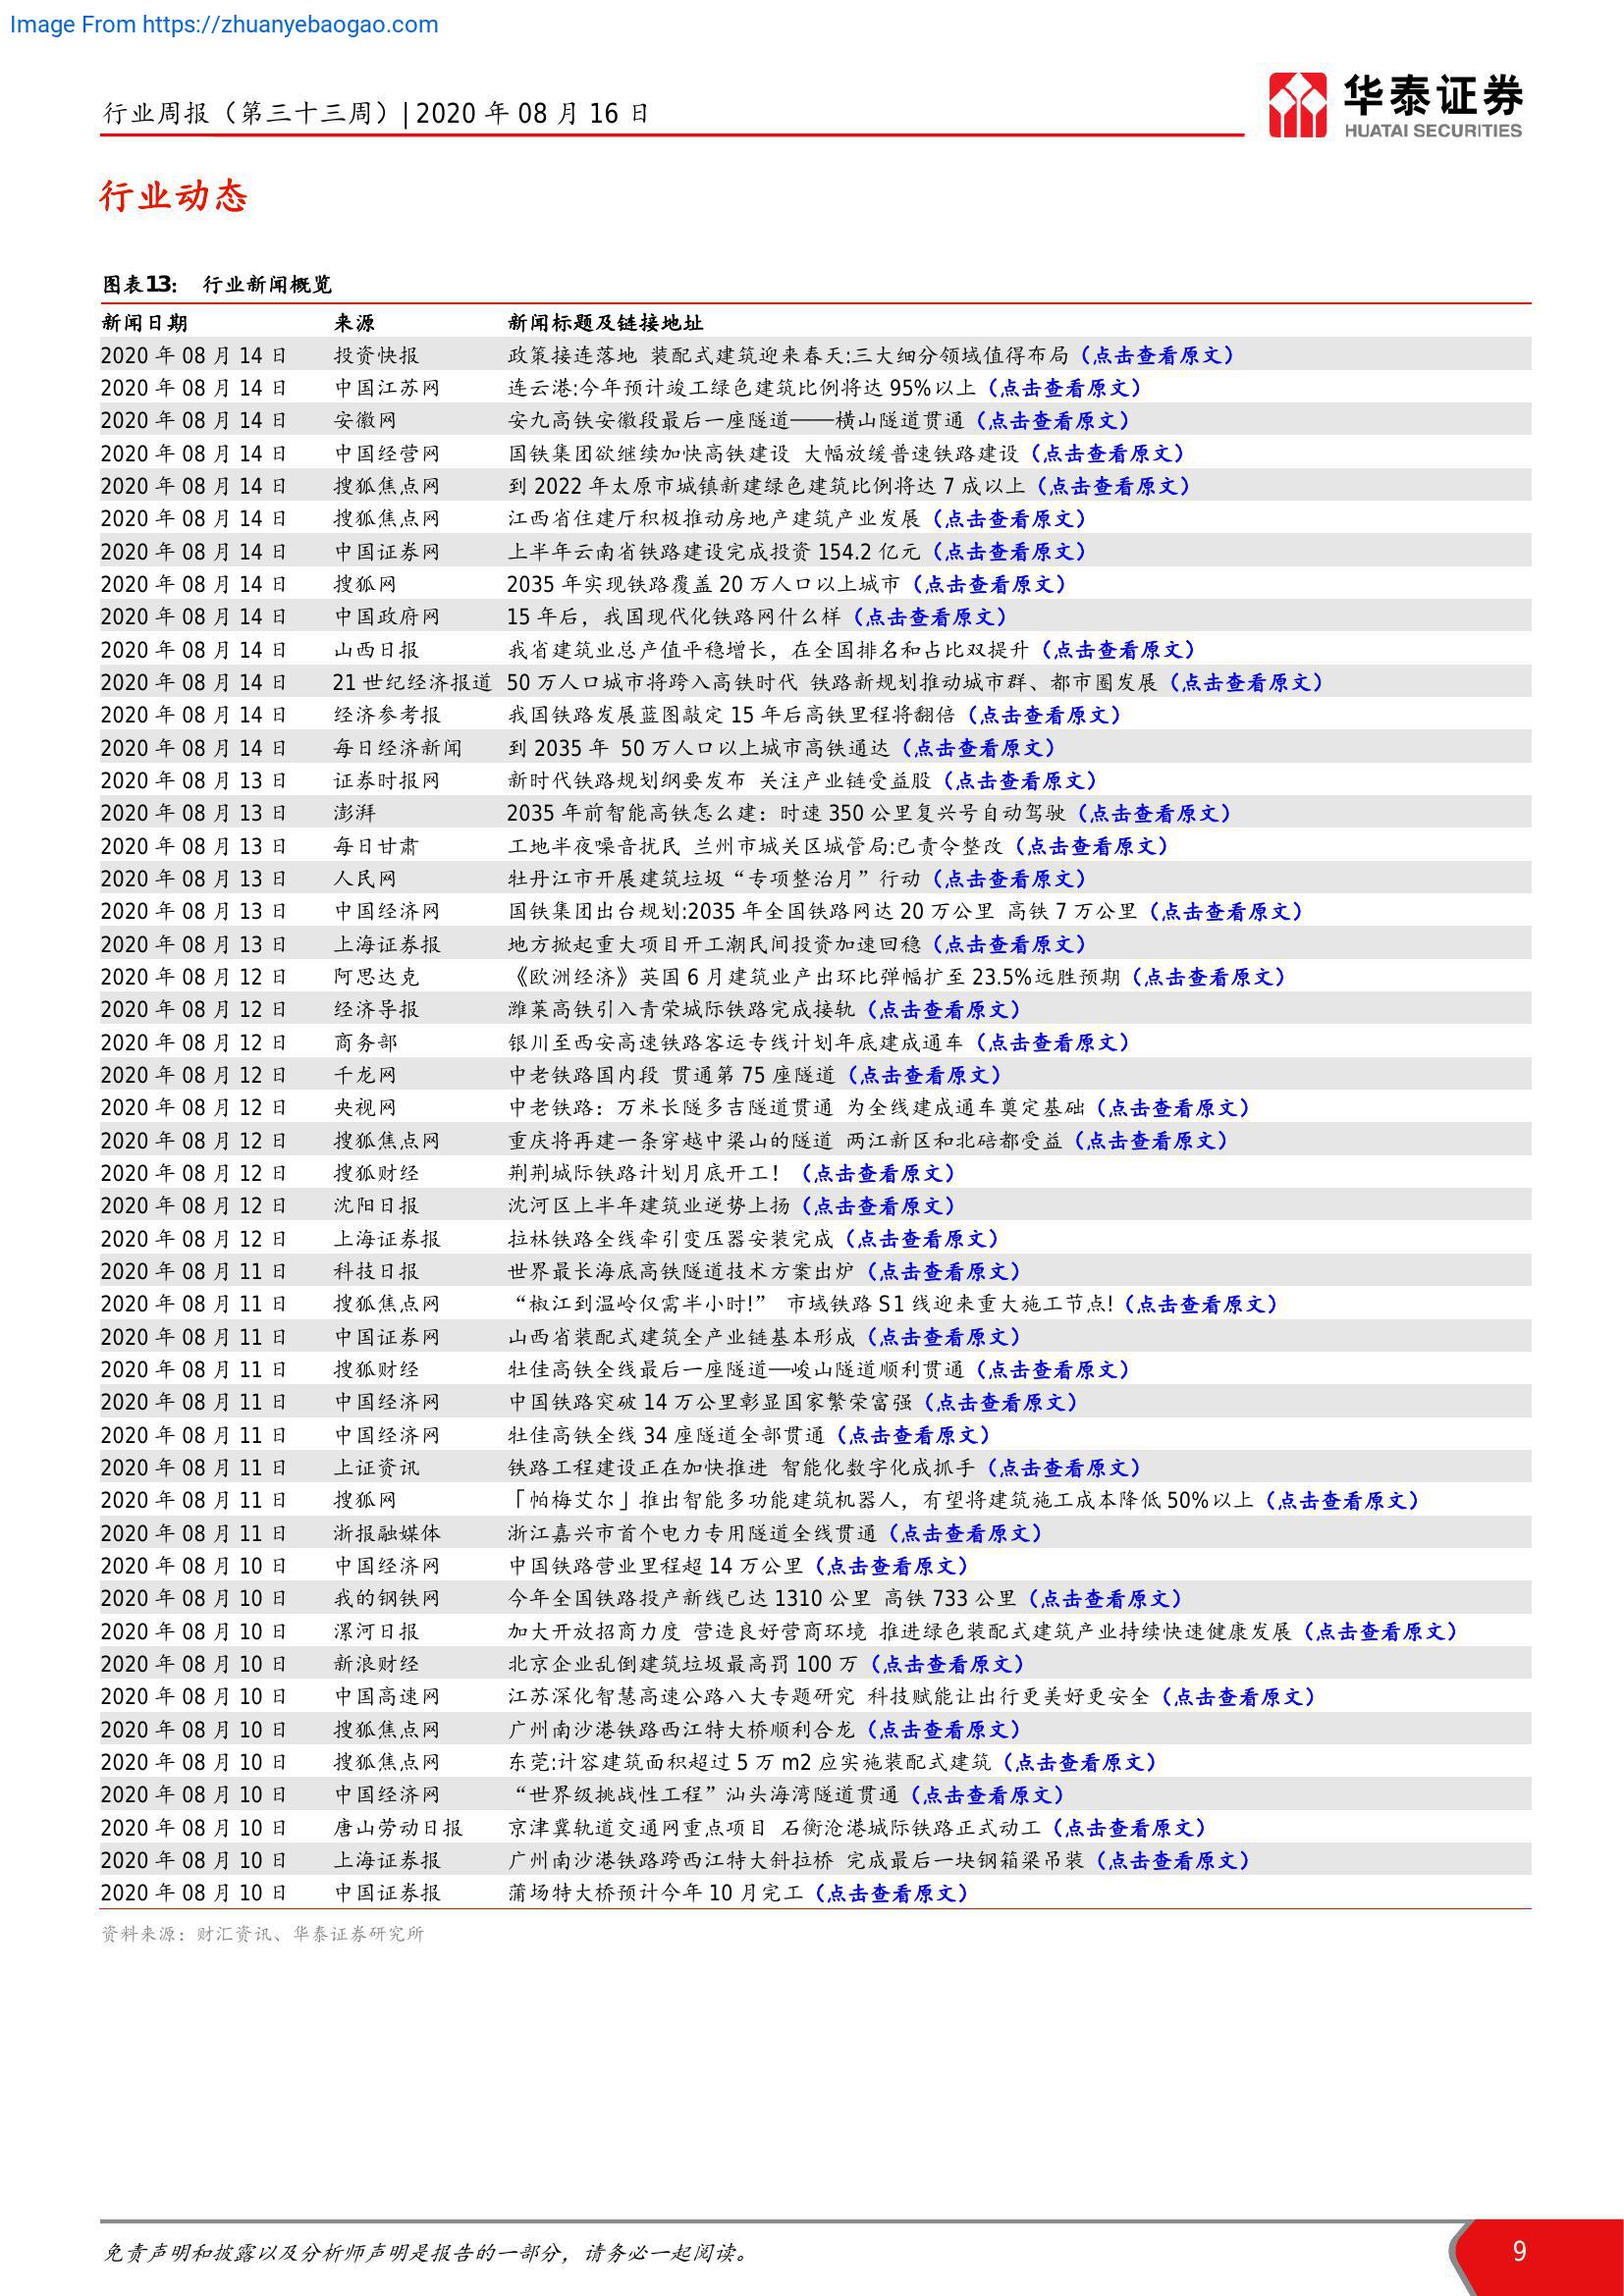 Image From https://zhuanyebaogao.com
行业周报（第三十三周）| 2020 年 08 月 16 日
华泰证券
HUATAI SECURITIES
行业动态
图表13： 行业新闻概览
新闻日期 来源 新闻标题及链接地址
2020 年 08 月 14 日 投资快报 政策接连落地 装配式建筑迎来春天:三大细分领域值得布局（点击查看原文）
2020 年 08 月 14 日 中国江苏网 连云港:今年预计竣工绿色建筑比例将达 95%以上（点击查看原文）
2020 年 08 月 14 日 安徽网 安九高铁安徽段最后一座隧道——横山隧道贯通（点击查看原文）
2020 年 08 月 14 日 中国经营网 国铁集团欲继续加快高铁建设 大幅放缓普速铁路建设（点击查看原文）
2020 年 08 月 14 日 搜狐焦点网 到 2022 年太原市城镇新建绿色建筑比例将达 7 成以上（点击查看原文）
2020 年 08 月 14 日 搜狐焦点网 江西省住建厅积极推动房地产建筑产业发展（点击查看原文）
2020 年 08 月 14 日 中国证券网 上半年云南省铁路建设完成投资 154.2 亿元（点击查看原文）
2020 年 08 月 14 日 搜狐网 2035 年实现铁路覆盖 20 万人口以上城市（点击查看原文）
2020 年 08 月 14 日 中国政府网 15 年后，我国现代化铁路网什么样（点击查看原文）
2020 年 08 月 14 日 山西日报 我省建筑业总产值平稳增长，在全国排名和占比双提升（点击查看原文）
2020 年 08 月 14 日 21 世纪经济报道 50 万人口城市将跨入高铁时代 铁路新规划推动城市群、都市圈发展（点击查看原文）
2020 年 08 月 14 日 经济参考报 我国铁路发展蓝图敲定 15 年后高铁里程将翻倍（点击查看原文）
2020 年 08 月 14 日 每日经济新闻 到 2035 年 50 万人口以上城市高铁通达（点击查看原文）
2020 年 08 月 13 日 证券时报网 新时代铁路规划纲要发布 关注产业链受益股（点击查看原文）
2020 年 08 月 13 日 澎湃 2035 年前智能高铁怎么建：时速 350 公里复兴号自动驾驶（点击查看原文）
2020 年 08 月 13 日 每日甘肃 工地半夜噪音扰民 兰州市城关区城管局:已责令整改（点击查看原文）
2020 年 08 月 13 日 人民网 牡丹江市开展建筑垃圾“专项整治月”行动（点击查看原文）
2020 年 08 月 13 日 中国经济网 国铁集团出台规划:2035 年全国铁路网达 20 万公里 高铁 7 万公里（点击查看原文）
2020 年 08 月 13 日 上海证券报 地方掀起重大项目开工潮民间投资加速回稳（点击查看原文）
2020 年 08 月 12 日 阿思达克 《欧洲经济》英国 6 月建筑业产出环比弹幅扩至 23.5%远胜预期（点击查看原文）
2020 年 08 月 12 日 经济导报 潍莱高铁引入青荣城际铁路完成接轨（点击查看原文）
2020 年 08 月 12 日 商务部 银川至西安高速铁路客运专线计划年底建成通车（点击查看原文）
2020 年 08 月 12 日 千龙网 中老铁路国内段 贯通第 75 座隧道（点击查看原文）
2020 年 08 月 12 日 央视网 中老铁路：万米长隧多吉隧道贯通 为全线建成通车奠定基础（点击查看原文）
2020 年 08 月 12 日 搜狐焦点网 重庆将再建一条穿越中梁山的隧道 两江新区和北碚都受益（点击查看原文）
2020 年 08 月 12 日 搜狐财经 荆荆城际铁路计划月底开工！（点击查看原文）
2020 年 08 月 12 日 沈阳日报 沈河区上半年建筑业逆势上扬（点击查看原文）
2020 年 08 月 12 日 上海证券报 拉林铁路全线牵引变压器安装完成（点击查看原文）
2020 年 08 月 11 日 科技日报 世界最长海底高铁隧道技术方案出炉（点击查看原文）
2020 年 08 月 11 日 搜狐焦点网 “椒江到温岭仅需半小时!” 市域铁路 S1 线迎来重大施工节点!（点击查看原文）
2020 年 08 月 11 日 中国证券网 山西省装配式建筑全产业链基本形成（点击查看原文）
2020 年 08 月 11 日 搜狐财经 牡佳高铁全线最后一座隧道—峻山隧道顺利贯通（点击查看原文）
2020 年 08 月 11 日 中国经济网 中国铁路突破 14 万公里彰显国家繁荣富强（点击查看原文）
2020 年 08 月 11 日 中国经济网 牡佳高铁全线 34 座隧道全部贯通（点击查看原文）
2020 年 08 月 11 日 上证资讯 铁路工程建设正在加快推进 智能化数字化成抓手（点击查看原文）
2020 年 08 月 11 日 搜狐网 「帕梅艾尔」推出智能多功能建筑机器人，有望将建筑施工成本降低 50%以上（点击查看原文）
2020 年 08 月 11 日 浙报融媒体 浙江嘉兴市首个电力专用隧道全线贯通（点击查看原文）
2020 年 08 月 10 日 中国经济网 中国铁路营业里程超 14 万公里（点击查看原文）
2020 年 08 月 10 日 我的钢铁网 今年全国铁路投产新线已达 1310 公里 高铁 733 公里（点击查看原文）
2020 年 08 月 10 日 漯河日报 加大开放招商力度 营造良好营商环境 推进绿色装配式建筑产业持续快速健康发展（点击查看原文）
2020 年 08 月 10 日 新浪财经 北京企业乱倒建筑垃圾最高罚 100 万（点击查看原文）
2020 年 08 月 10 日 中国高速网 江苏深化智慧高速公路八大专题研究 科技赋能让出行更美好更安全（点击查看原文）
2020 年 08 月 10 日 搜狐焦点网 广州南沙港铁路西江特大桥顺利合龙（点击查看原文）
2020 年 08 月 10 日 搜狐焦点网 东莞:计容建筑面积超过 5 万 m2 应实施装配式建筑（点击查看原文）
2020 年 08 月 10 日 中国经济网 “世界级挑战性工程”汕头海湾隧道贯通（点击查看原文）
2020 年 08 月 10 日 唐山劳动日报 京津冀轨道交通网重点项目 石衡沧港城际铁路正式动工（点击查看原文）
2020 年 08 月 10 日 上海证券报 广州南沙港铁路跨西江特大斜拉桥 完成最后一块钢箱梁吊装（点击查看原文）
2020 年 08 月 10 日 中国证券报 蒲场特大桥预计今年 10 月完工（点击查看原文）
资料来源：财汇资讯、华泰证券研究所
免责声明和披露以及分析师声明是报告的一部分，请务必一起阅读。
9